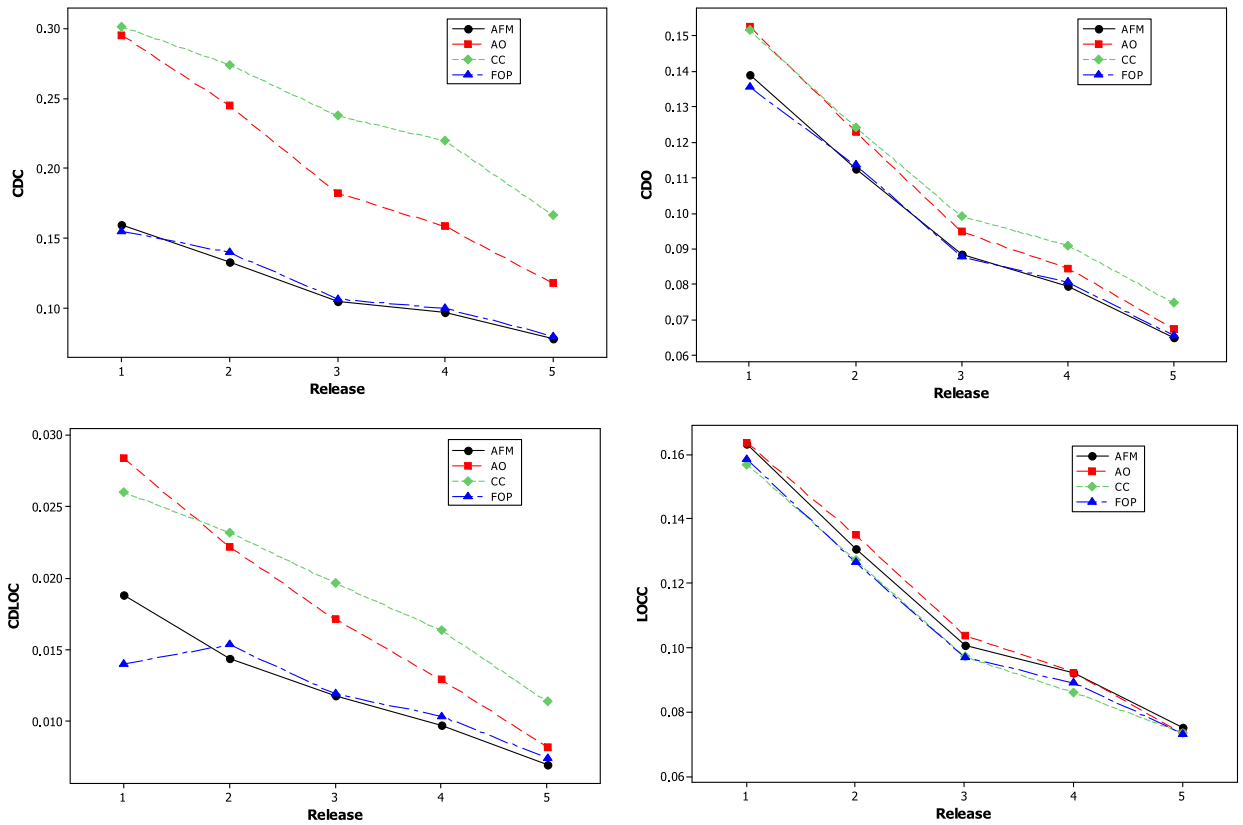 0.30
0.25
0.20
0.15
0.10
CDC
AFM
AO
CC
FOP
1 2 3 4 5
Release
0.15
0.14
0.13
0.12
0.11
0.10
0.09
0.08
0.07
0.06
CDO
AFM
AO
CC
FOP
1 2 3 4 5
Release
0.030
0.025
0.020
0.015
0.010
CDLOC
AFM
AO
CC
FOP
1 2 3 4 5
Release
0.16
0.14
0.12
0.10
0.08
0.06
LOCC
AFM
AO
CC
FOP
1 2 3 4 5
Release